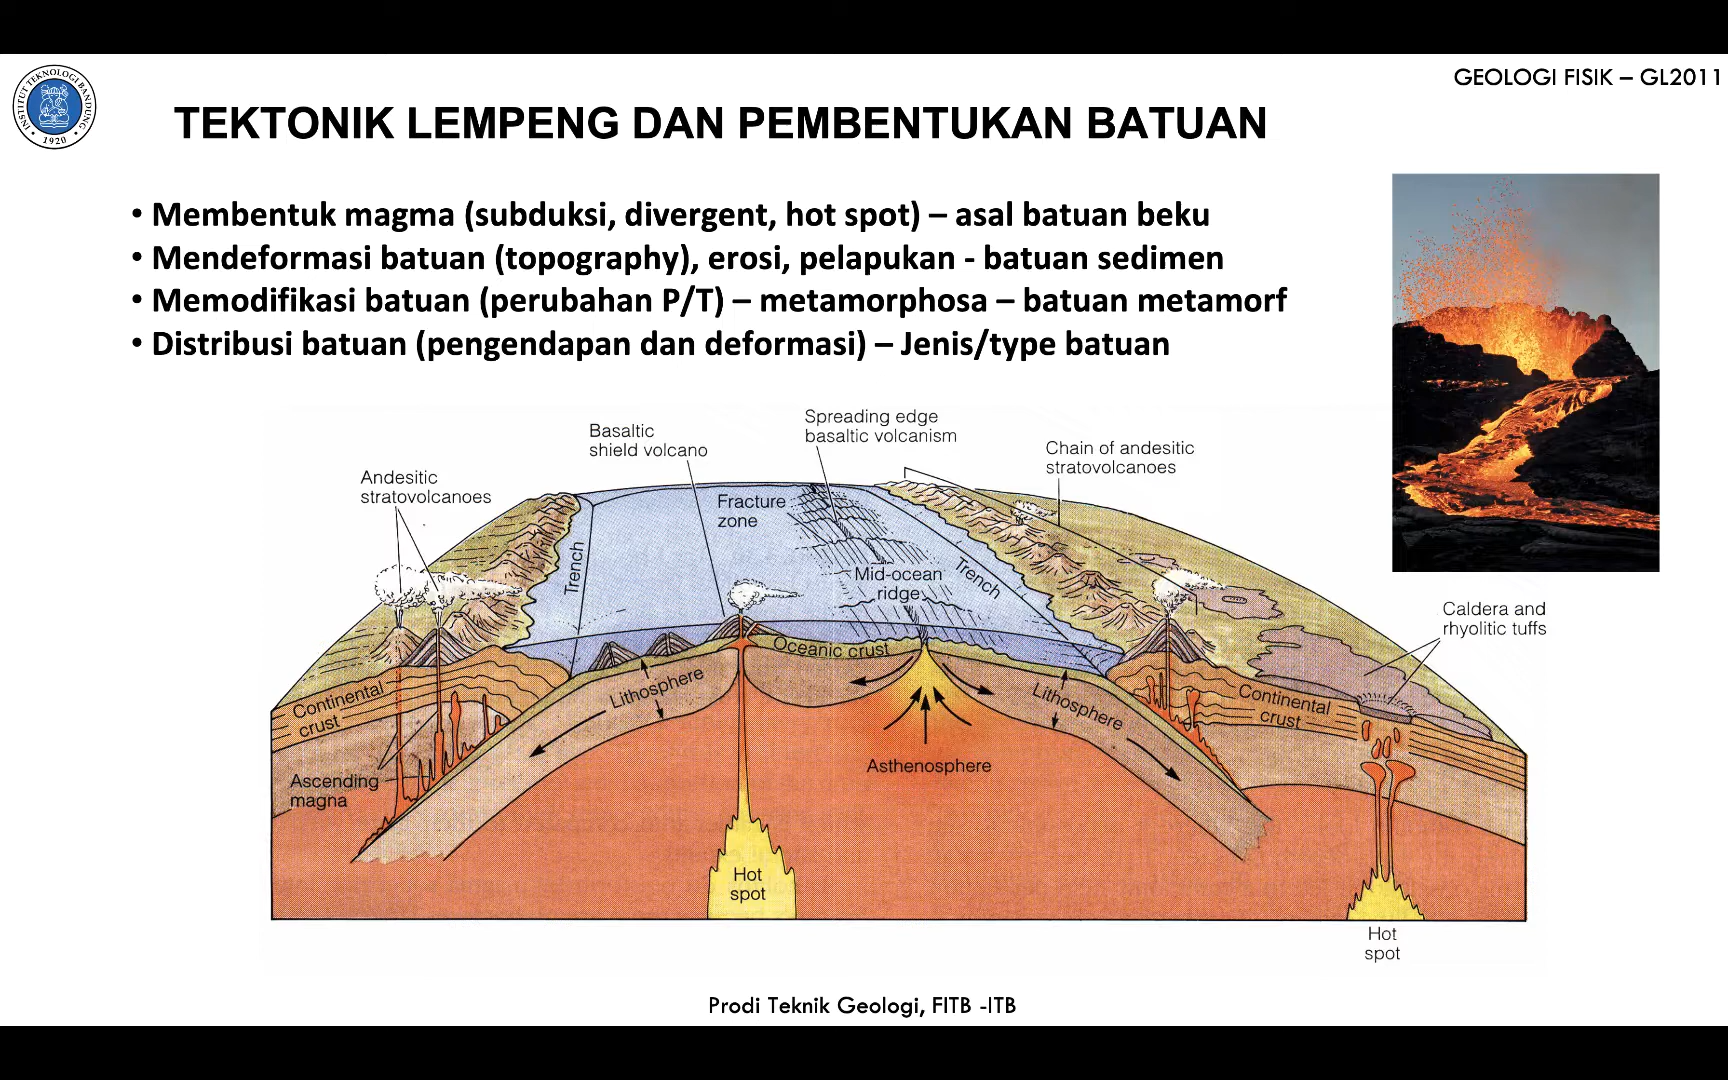 INSTITUT TEKNOLOGI BANDUNG
1920
GEOLOGI FISIK – GL2011
TEKTONIK LEMPENG DAN PEMBENTUKAN BATUAN
• Membentuk magma (subduksi, divergent, hot spot) – asal batuan beku
• Mendeformasi batuan (topography), erosi, pelapukan - batuan sedimen
• Memodifikasi batuan (perubahan P/T) – metamorphosa – batuan metamorf
• Distribusi batuan (pengendapan dan deformasi) – Jenis/type batuan
Andesitic
stratovolcanoes
Basaltic
shield volcano
Spreading edge
basaltic volcanism
Chain of andesitic
stratovolcanoes
Fracture
zone
Trench
Mid-ocean
ridge
Trench
Caldera and
rhyolitic tuffs
Oceanic crust
Continental
crust
Lithosphere
Lithosphere
Continental
crust
Asthenosphere
Ascending
magna
Hot
spot
Hot
spot
Prodi Teknik Geologi, FITB -ITB